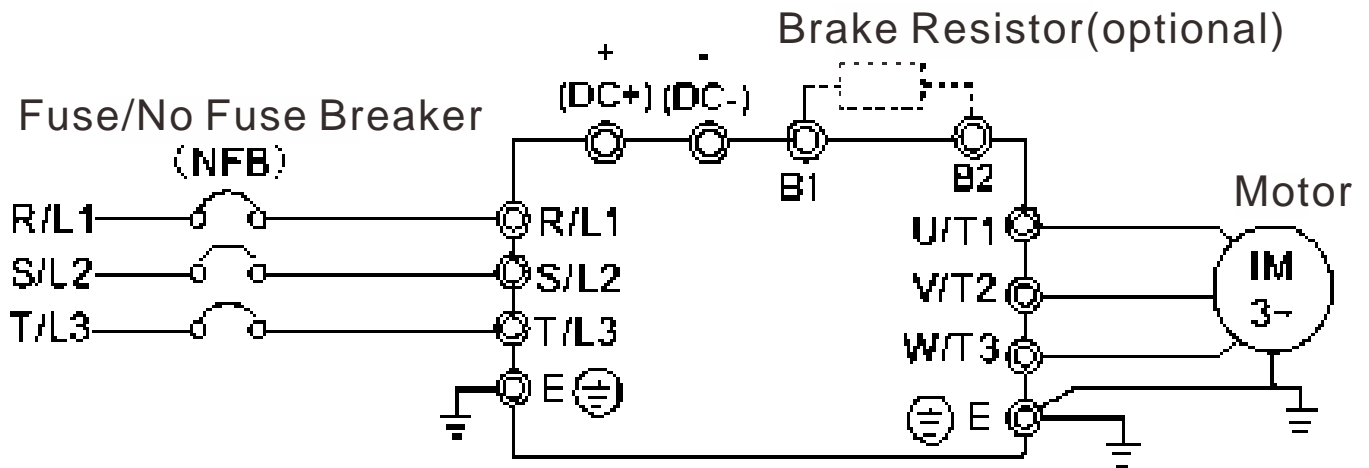 Brake Resistor(optional)
+ -
(DC+) (DC-)
Fuse/No Fuse Breaker
(NFB)
B1 B2
Motor
R/L1 R/L1 U/T1
S/L2 S/L2 V/T2
IM
3~
T/L3 T/L3 W/T3
E E